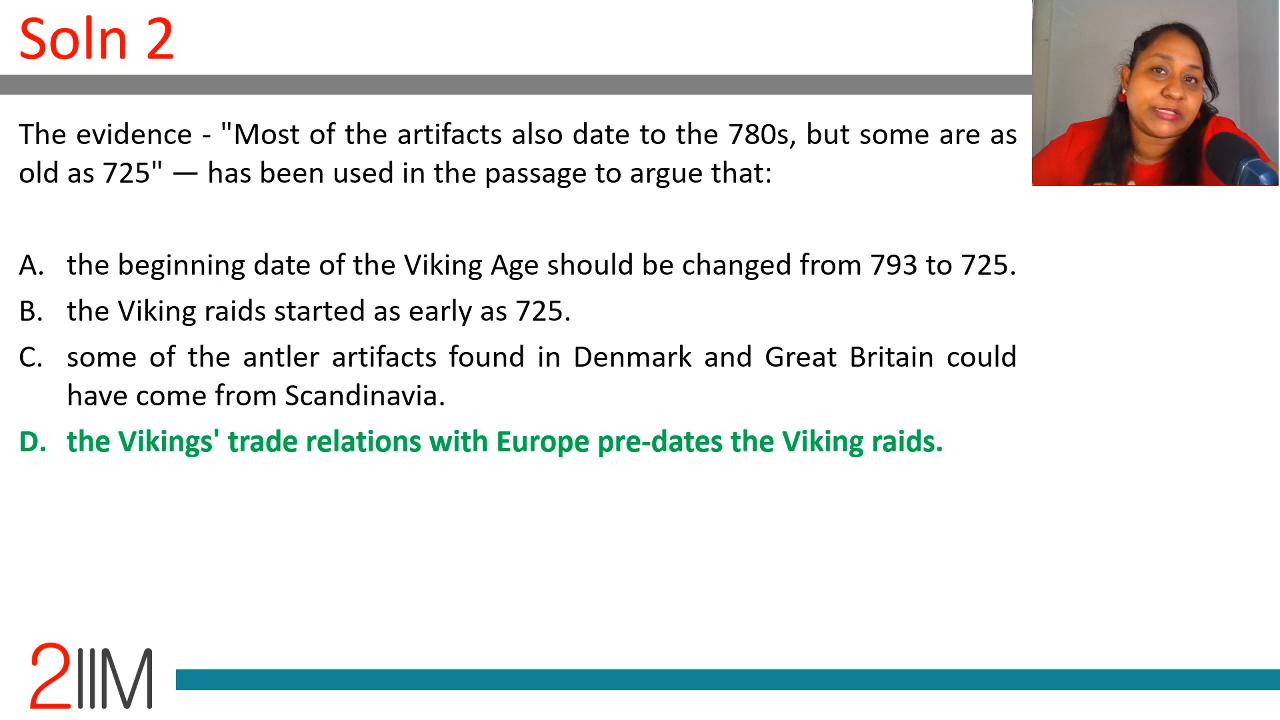 Soln 2
The evidence - "Most of the artifacts also date to the 780s, but some are as
old as 725" — has been used in the passage to argue that:
A. the beginning date of the Viking Age should be changed from 793 to 725.
B. the Viking raids started as early as 725.
C. some of the antler artifacts found in Denmark and Great Britain could
have come from Scandinavia.
D. the Vikings' trade relations with Europe pre-dates the Viking raids.
2IIM